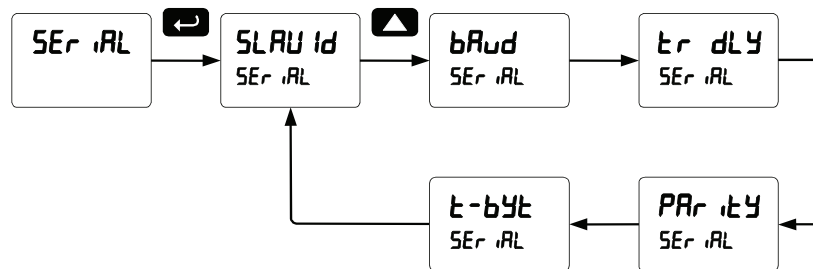 SEr iAL
SLAV Id
SEr iAL
bAud
SEr iAL
tr dLY
SEr iAL
t-bYt
SEr iAL
PAr itY
SEr iAL